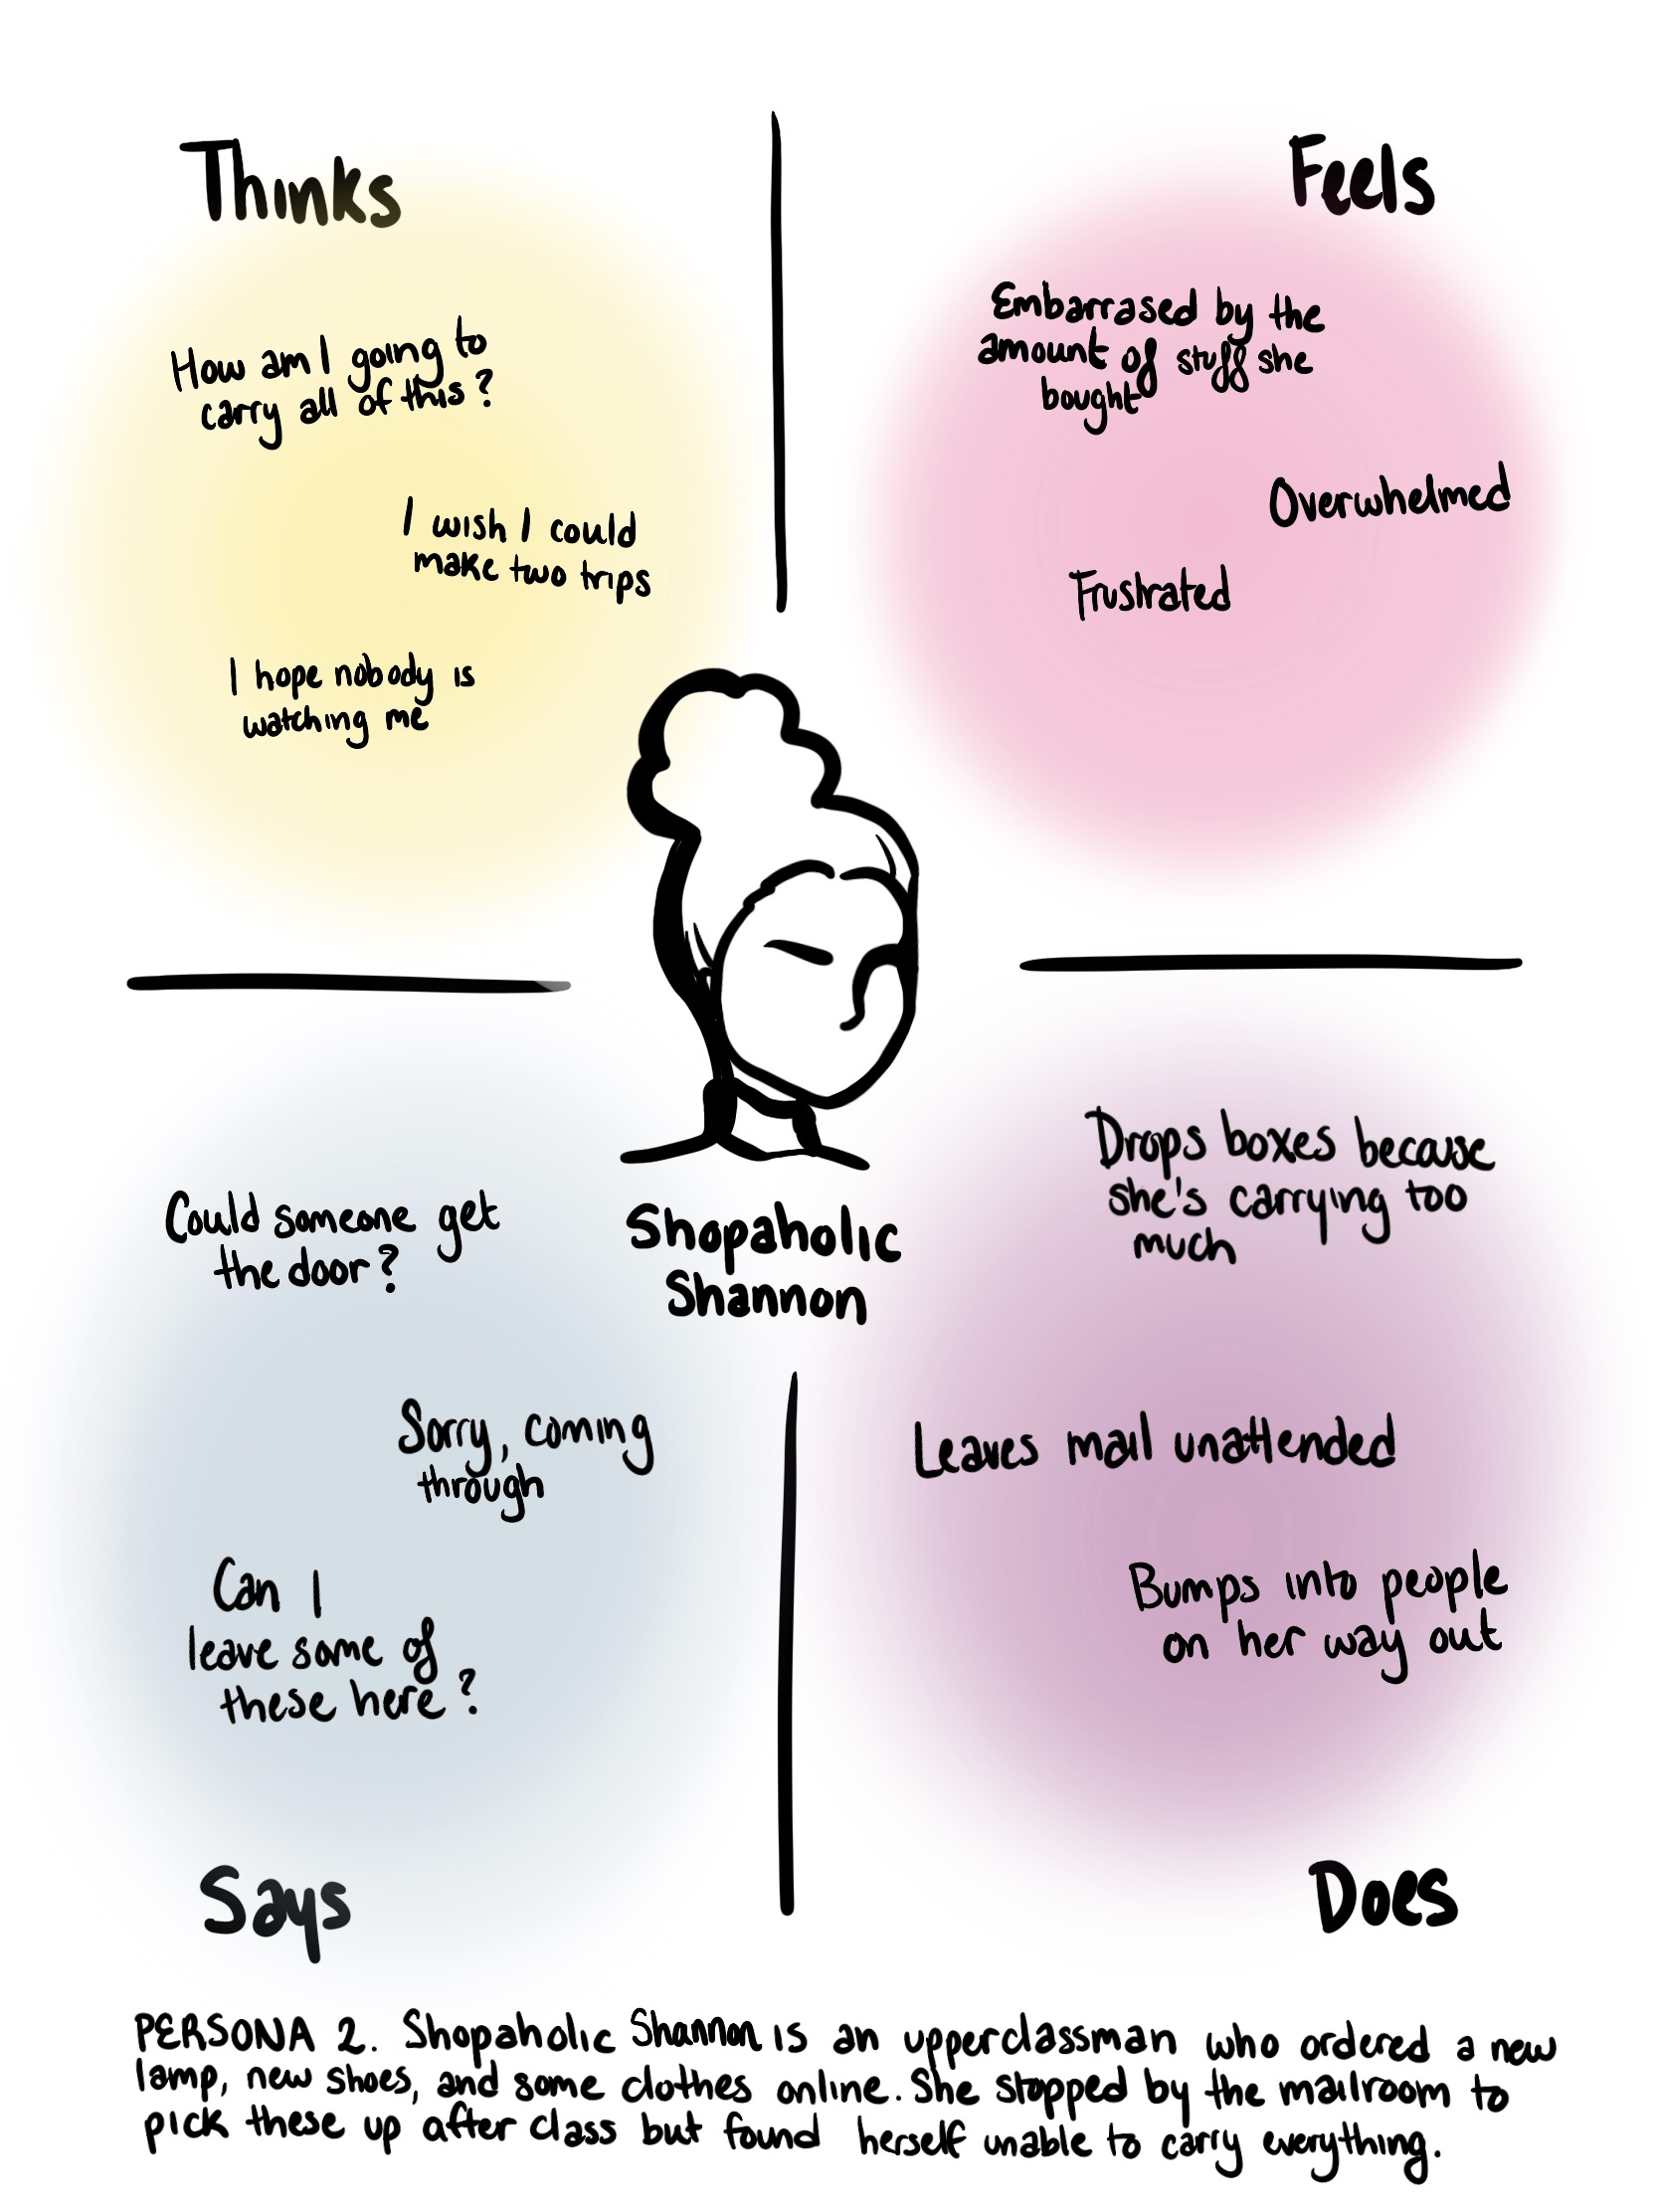 Thinks
How am I going to
carry all of this?
I wish I could
make two trips
I hope nobody is
watching me
Feels
Embarrased by the
amount of stuff she
bought
Overwhelmed
Frustrated
Shopaholic
Shannon
Could someone get
the door?
Sorry, coming
through
Can I
leave some of
these here?
Says
Drops boxes because
she's carrying too
much
Leaves mail unattended
Bumps into people
on her way out
Does
PERSONA 2. Shopaholic Shannon is an upperclassman who ordered a new
lamp, new shoes, and some clothes online. She stopped by the mailroom to
pick these up after class but found herself unable to carry everything.